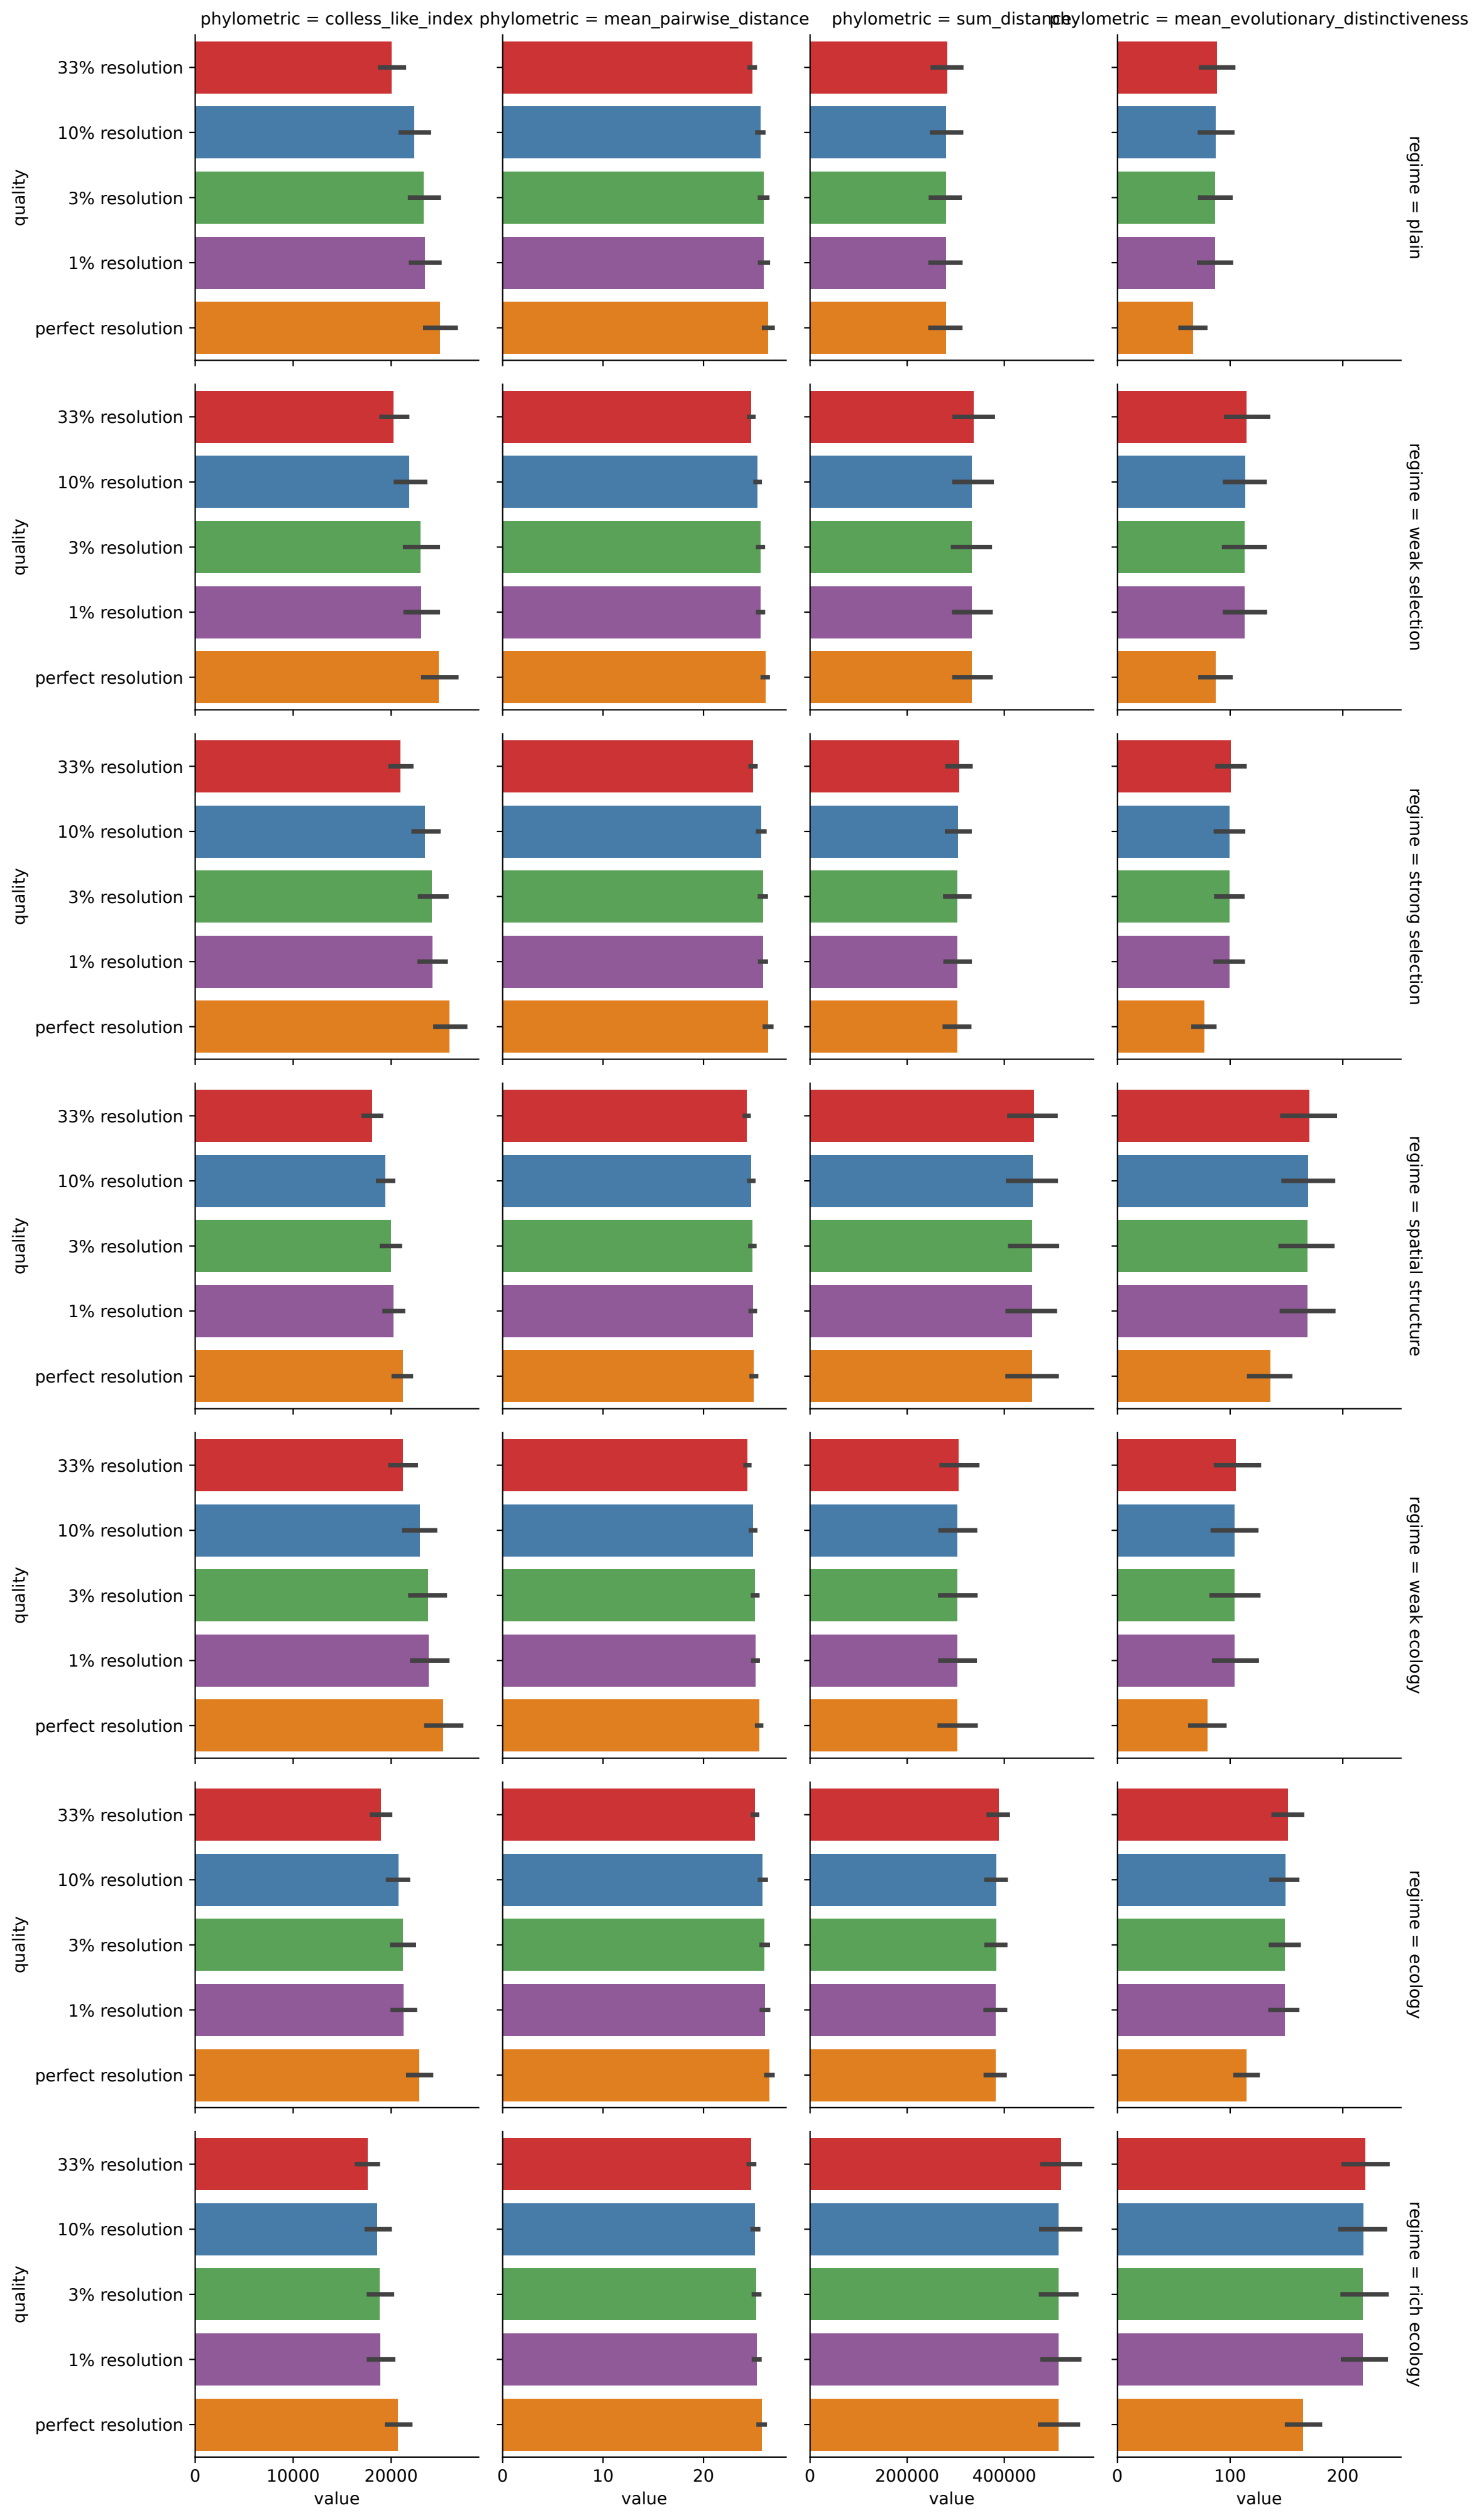 phylometric = colless_like_index
phylometric = mean_pairwise_distance
phylometric = sum_distance
phylometric = mean_evolutionary_distinctiveness
33% resolution
10% resolution
3% resolution
1% resolution
perfect resolution
quality
regime = plain
33% resolution
10% resolution
3% resolution
1% resolution
perfect resolution
quality
regime = weak selection
33% resolution
10% resolution
3% resolution
1% resolution
perfect resolution
quality
regime = strong selection
33% resolution
10% resolution
3% resolution
1% resolution
perfect resolution
quality
regime = spatial structure
33% resolution
10% resolution
3% resolution
1% resolution
perfect resolution
quality
regime = weak ecology
33% resolution
10% resolution
3% resolution
1% resolution
perfect resolution
quality
regime = ecology
33% resolution
10% resolution
3% resolution
1% resolution
perfect resolution
quality
regime = rich ecology
0 10000 20000
value
0 10 20
value
0 200000 400000
value
0 100 200
value